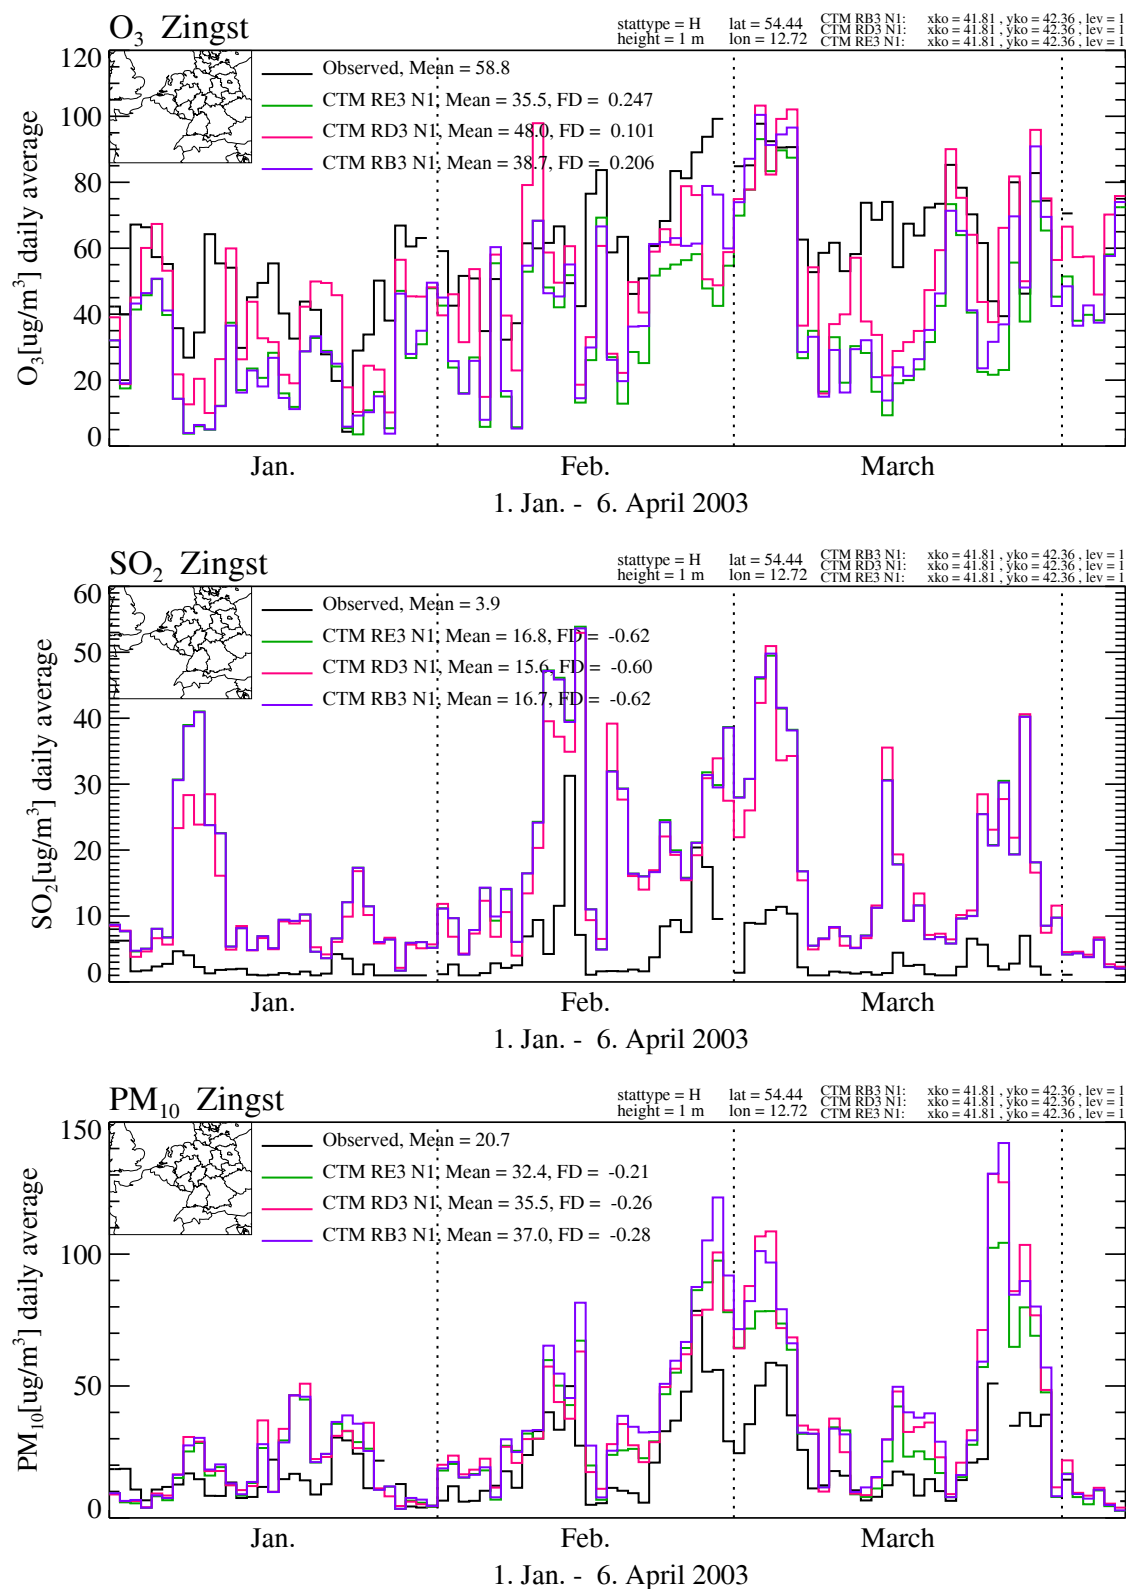 O₃ Zingst
stattype = H lat = 54.44
height = 1 m lon = 12.72
CTM RB3 N1: xko = 41.81 , yko = 42.36 , lev = 1
CTM RD3 N1: xko = 41.81 , yko = 42.36 , lev = 1
CTM RE3 N1: xko = 41.81 , yko = 42.36 , lev = 1
Observed, Mean = 58.8
CTM RE3 N1, Mean = 35.5, FD = 0.247
CTM RD3 N1, Mean = 48.0, FD = 0.101
CTM RB3 N1, Mean = 38.7, FD = 0.206
O₃[ug/m³] daily average
120
100
80
60
40
20
0
Jan. Feb. March
1. Jan. - 6. April 2003
SO₂ Zingst
stattype = H lat = 54.44
height = 1 m lon = 12.72
CTM RB3 N1: xko = 41.81 , yko = 42.36 , lev = 1
CTM RD3 N1: xko = 41.81 , yko = 42.36 , lev = 1
CTM RE3 N1: xko = 41.81 , yko = 42.36 , lev = 1
Observed, Mean = 3.9
CTM RE3 N1, Mean = 16.8, FD = -0.62
CTM RD3 N1, Mean = 15.6, FD = -0.60
CTM RB3 N1, Mean = 16.7, FD = -0.62
SO₂[ug/m³] daily average
60
50
40
30
20
10
0
Jan. Feb. March
1. Jan. - 6. April 2003
PM₁₀ Zingst
stattype = H lat = 54.44
height = 1 m lon = 12.72
CTM RB3 N1: xko = 41.81 , yko = 42.36 , lev = 1
CTM RD3 N1: xko = 41.81 , yko = 42.36 , lev = 1
CTM RE3 N1: xko = 41.81 , yko = 42.36 , lev = 1
Observed, Mean = 20.7
CTM RE3 N1, Mean = 32.4, FD = -0.21
CTM RD3 N1, Mean = 35.5, FD = -0.26
CTM RB3 N1, Mean = 37.0, FD = -0.28
PM₁₀[ug/m³] daily average
150
100
50
0
Jan. Feb. March
1. Jan. - 6. April 2003